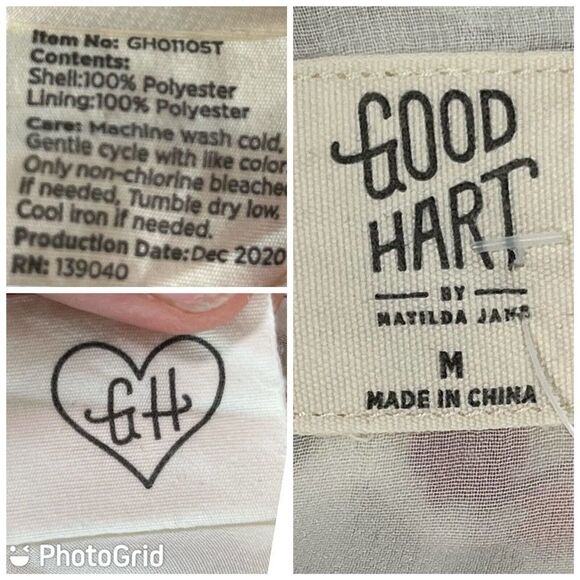 Item No: GH01105T
Contents:
Shell:100% Polyester
Lining:100% Polyester
Care: Machine wash cold,
Gentle cycle with like color
Only non-chlorine bleache
if needed, Tumble dry low,
Cool iron if needed.
Production Date:Dec 2020
RN: 139040
GOOD
HART
BY
MATILDA JANE
M
MADE IN CHINA
GH
PhotoGrid